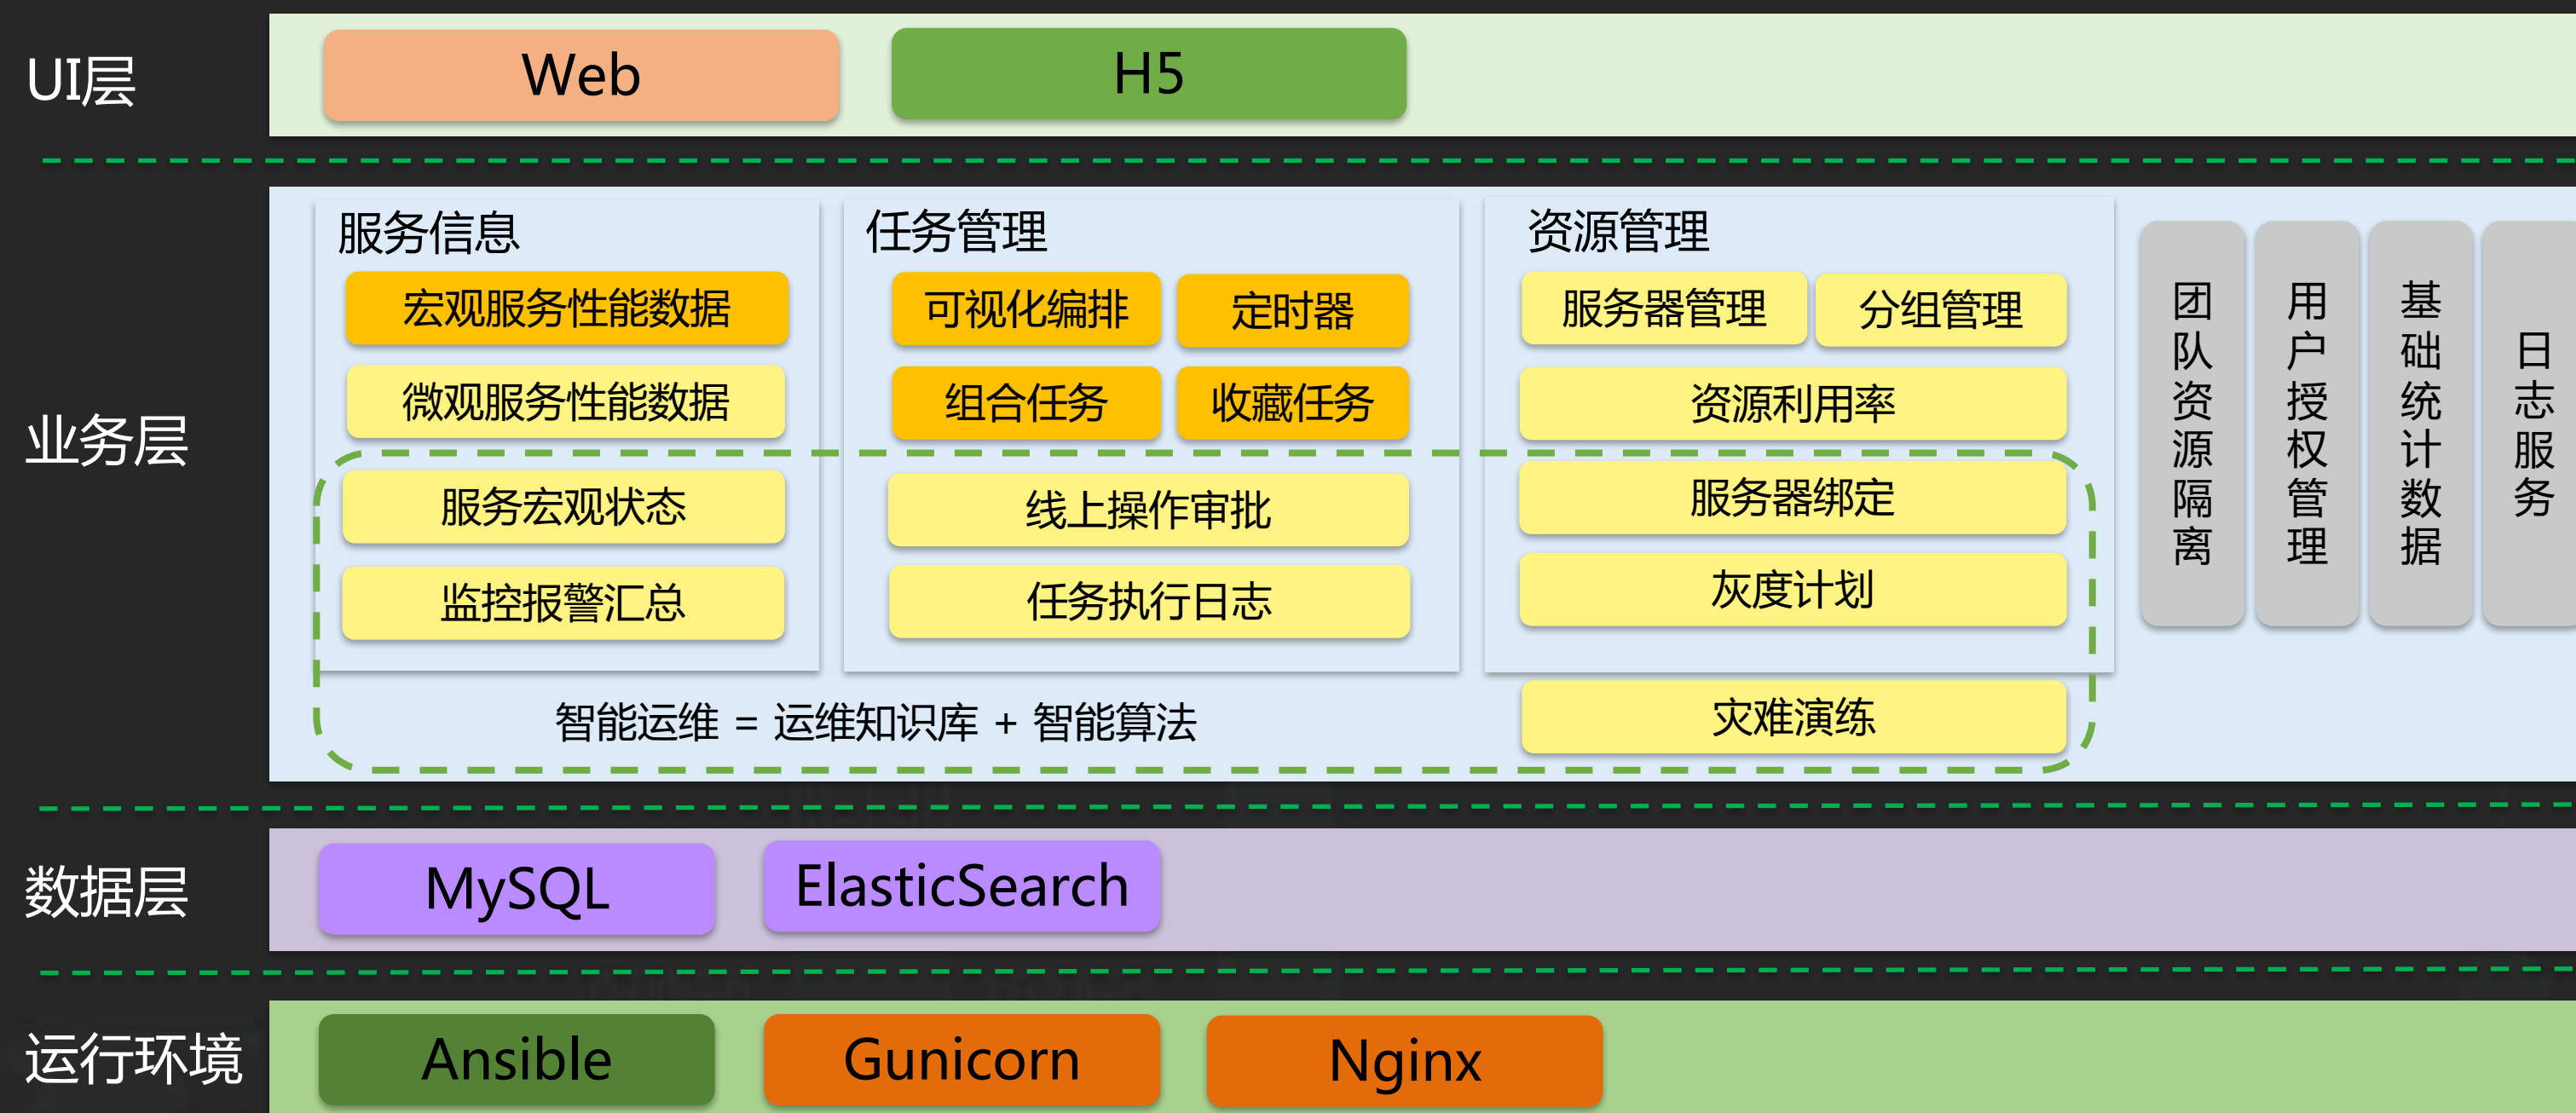 UI层
Web
H5
业务层
服务信息
宏观服务性能数据
微观服务性能数据
服务宏观状态
监控报警汇总
任务管理
可视化编排
定时器
组合任务
收藏任务
线上操作审批
任务执行日志
资源管理
服务器管理
分组管理
资源利用率
服务器绑定
灰度计划
灾难演练
智能运维 = 运维知识库 + 智能算法
团队资源隔离
用户授权管理
基础统计数据
日志服务
数据层
MySQL
ElasticSearch
运行环境
Ansible
Gunicorn
Nginx